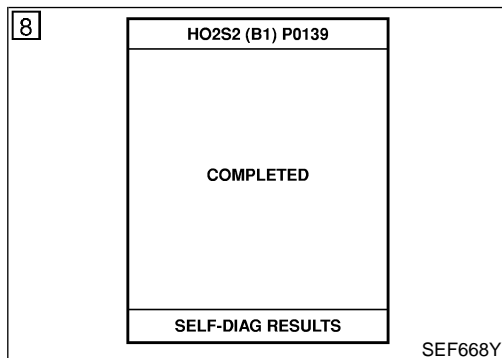 8
HO2S2 (B1) P0139
COMPLETED
SELF-DIAG RESULTS
SEF668Y